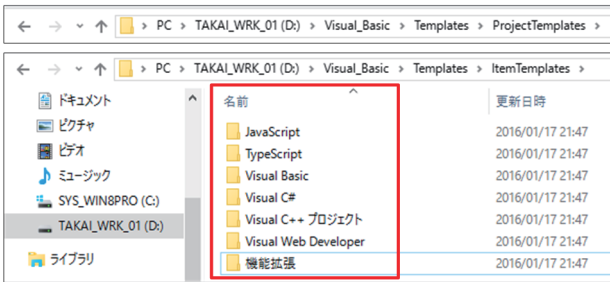 PC > TAKAI_WRK_01 (D:) > Visual_Basic > Templates > ProjectTemplates >
PC > TAKAI_WRK_01 (D:) > Visual_Basic > Templates > ItemTemplates >
名前 更新日時
ドキュメント
ピクチャ
ビデオ
ミュージック
SYS_WIN8PRO (C:)
TAKAI_WRK_01 (D:)
ライブラリ
JavaScript 2016/01/17 21:47
TypeScript 2016/01/17 21:47
Visual Basic 2016/01/17 21:47
Visual C# 2016/01/17 21:47
Visual C++ プロジェクト 2016/01/17 21:47
Visual Web Developer 2016/01/17 21:47
機能拡張 2016/01/17 21:47